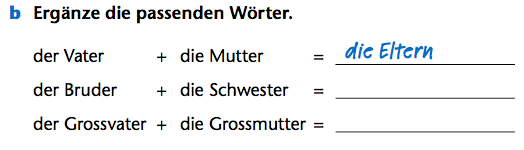 b Ergänze die passenden Wörter.
der Vater + die Mutter = die Eltern
der Bruder + die Schwester =
der Grossvater + die Grossmutter =